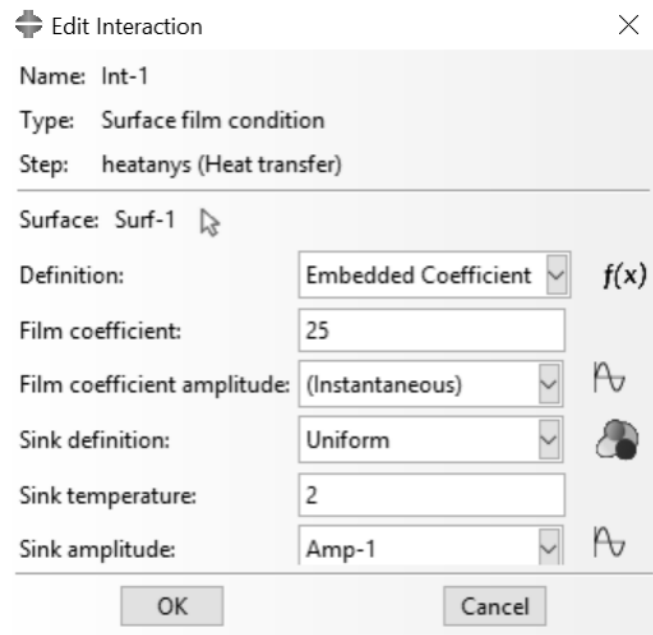 Edit Interaction
Name: Int-1
Type: Surface film condition
Step: heatanys (Heat transfer)
Surface: Surf-1
Definition: Embedded Coefficient f(x)
Film coefficient: 25
Film coefficient amplitude: (Instantaneous)
Sink definition: Uniform
Sink temperature: 2
Sink amplitude: Amp-1
OK Cancel